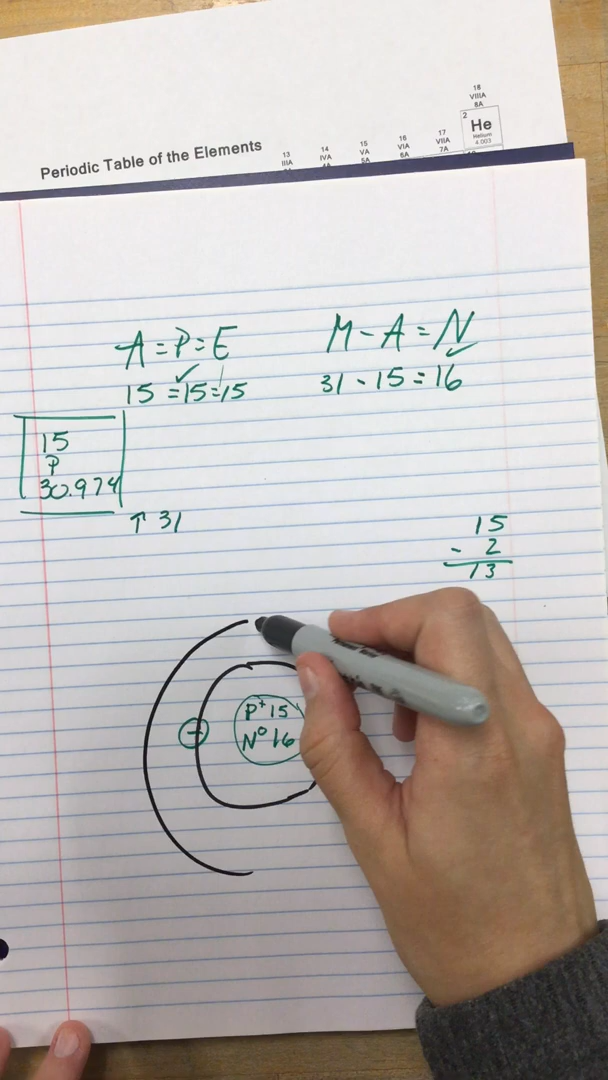 18
VIIIA
8A
2
He
Helium
4.003
17
VIIA
7A
16
VIA
6A
15
VA
5A
14
IVA
4A
13
IIIA
Periodic Table of the Elements
A=P=E
15=15=15
M-A=N
31-15=16
15
P
30.974
↑ 31
15
- 2
13
P+ 15
N° 16
-